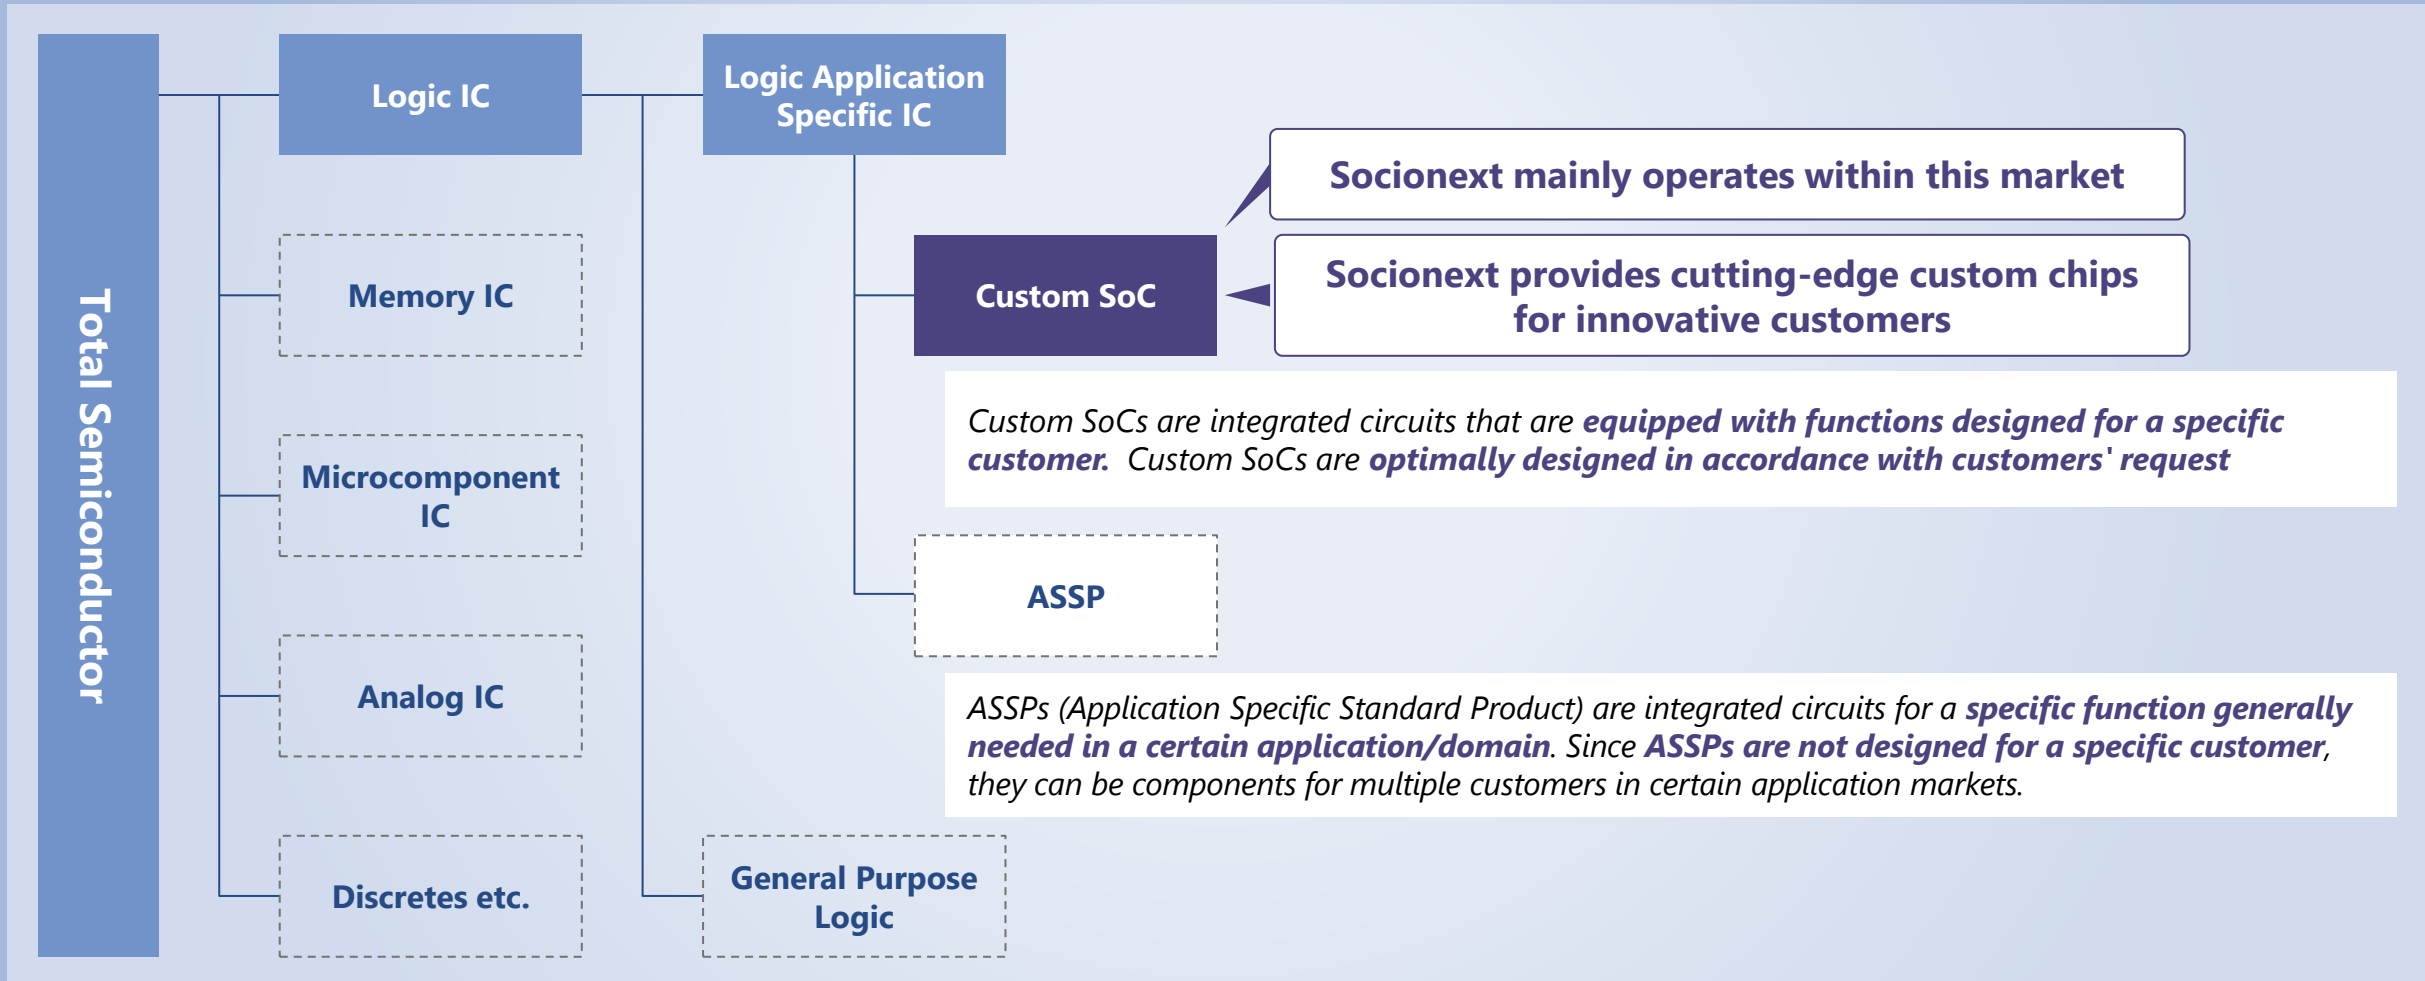 Total Semiconductor
Logic IC
Memory IC
Microcomponent
IC
Analog IC
Discretes etc.
Logic Application
Specific IC
General Purpose
Logic
Custom SoC
Socionext mainly operates within this market
Socionext provides cutting-edge custom chips
for innovative customers
Custom SoCs are integrated circuits that are equipped with functions designed for a specific
customer. Custom SoCs are optimally designed in accordance with customers' request
ASSP
ASSPs (Application Specific Standard Product) are integrated circuits for a specific function generally
needed in a certain application/domain. Since ASSPs are not designed for a specific customer,
they can be components for multiple customers in certain application markets.